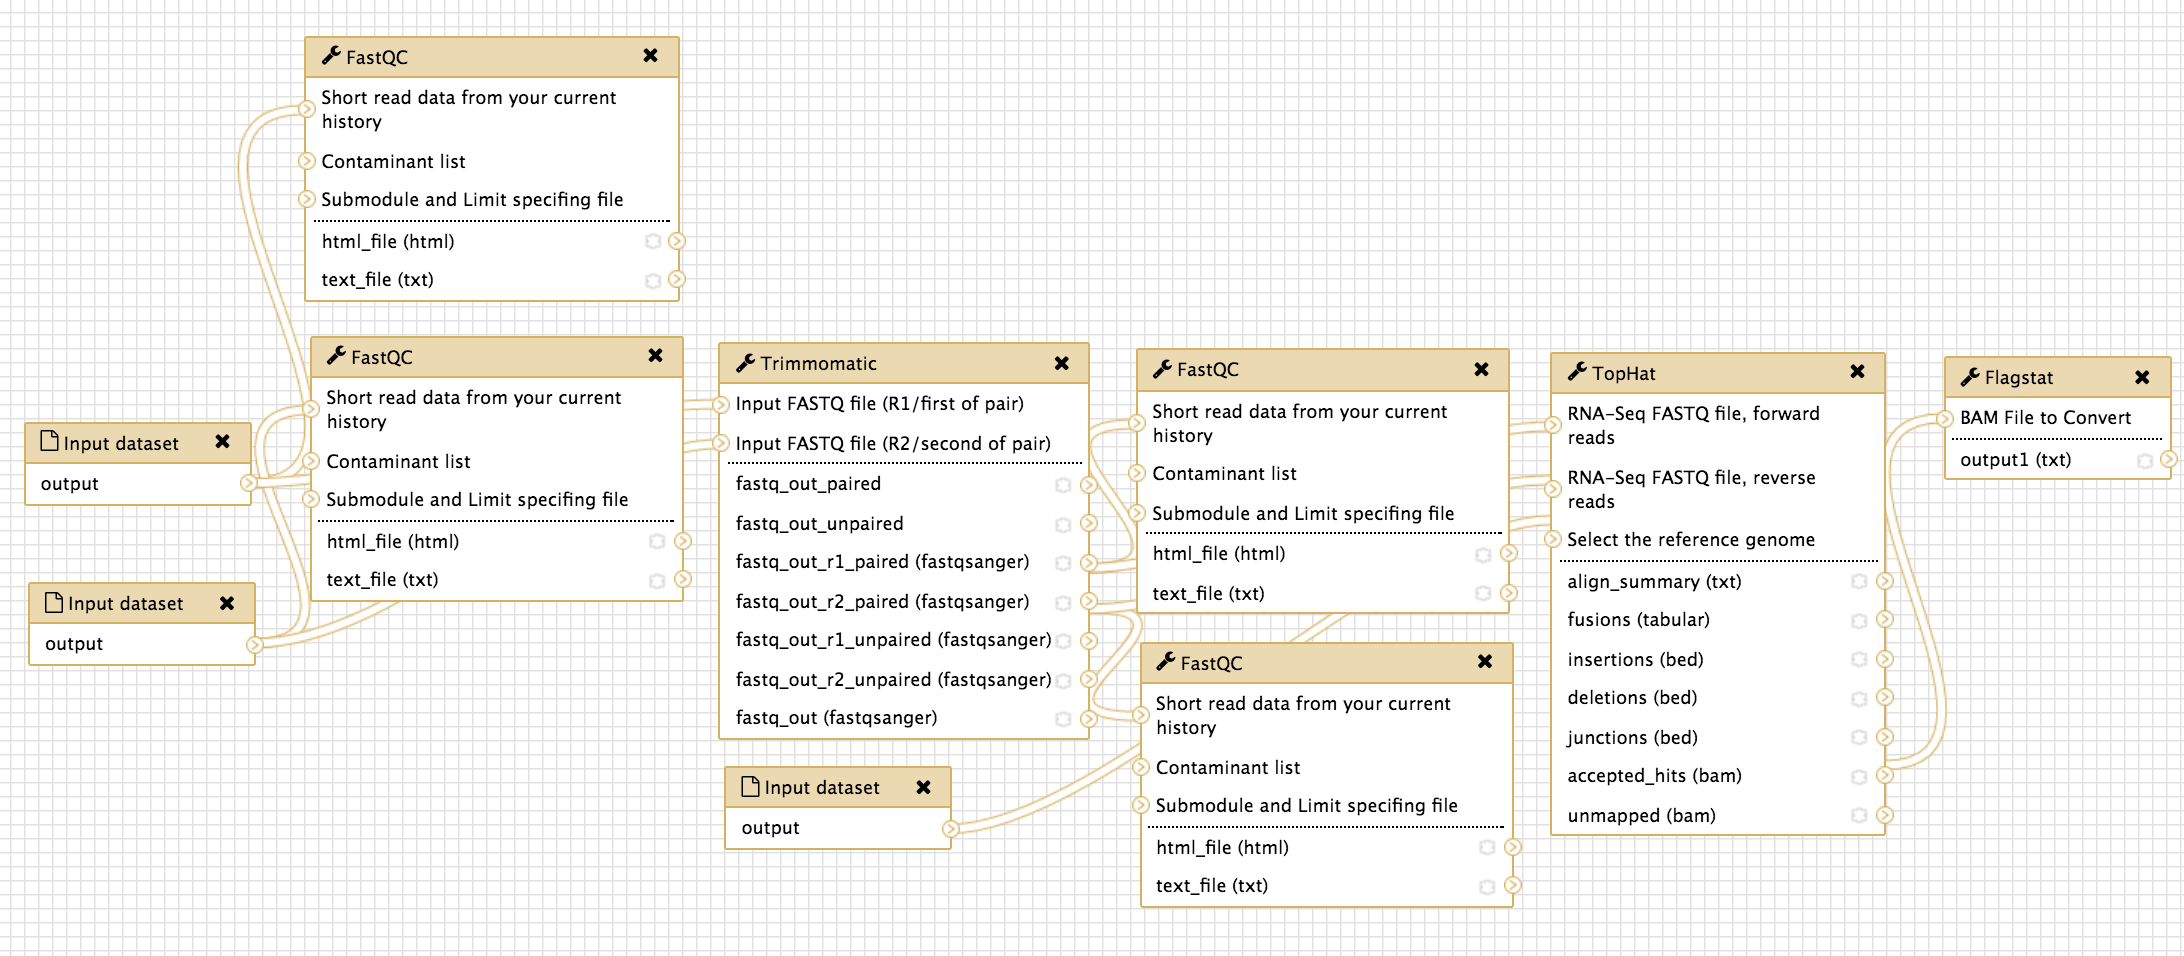 FastQC
Short read data from your current
history
Contaminant list
Submodule and Limit specifing file
html_file (html)
text_file (txt)
FastQC
Short read data from your current
history
Contaminant list
Submodule and Limit specifing file
html_file (html)
text_file (txt)
Input dataset
output
Input dataset
output
Trimmomatic
Input FASTQ file (R1/first of pair)
Input FASTQ file (R2/second of pair)
fastq_out_paired
fastq_out_unpaired
fastq_out_r1_paired (fastqsanger)
fastq_out_r2_paired (fastqsanger)
fastq_out_r1_unpaired (fastqsanger)
fastq_out_r2_unpaired (fastqsanger)
fastq_out (fastqsanger)
Input dataset
output
FastQC
Short read data from your current
history
Contaminant list
Submodule and Limit specifing file
html_file (html)
text_file (txt)
FastQC
Short read data from your current
history
Contaminant list
Submodule and Limit specifing file
html_file (html)
text_file (txt)
TopHat
RNA-Seq FASTQ file, forward
reads
RNA-Seq FASTQ file, reverse
reads
Select the reference genome
align_summary (txt)
fusions (tabular)
insertions (bed)
deletions (bed)
junctions (bed)
accepted_hits (bam)
unmapped (bam)
Flagstat
BAM File to Convert
output1 (txt)